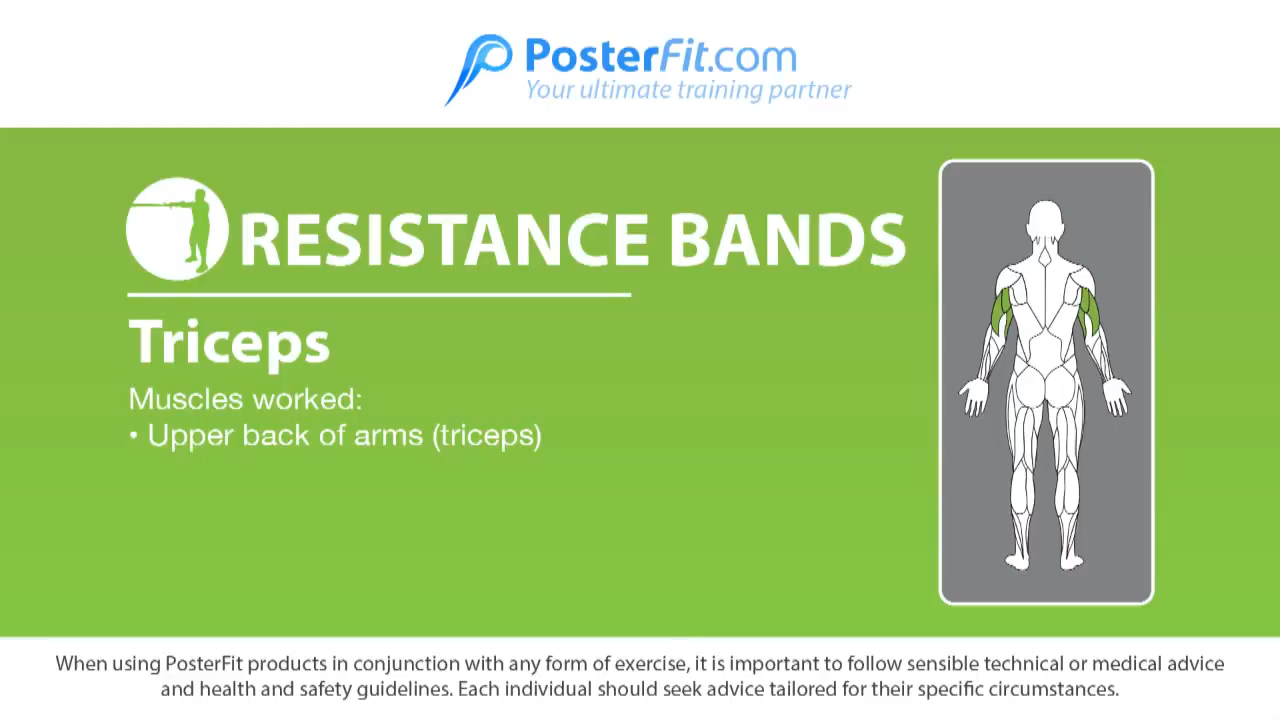 PosterFit.com
Your ultimate training partner
RESISTANCE BANDS
Triceps
Muscles worked:
• Upper back of arms (triceps)
When using PosterFit products in conjunction with any form of exercise, it is important to follow sensible technical or medical advice
and health and safety guidelines. Each individual should seek advice tailored for their specific circumstances.